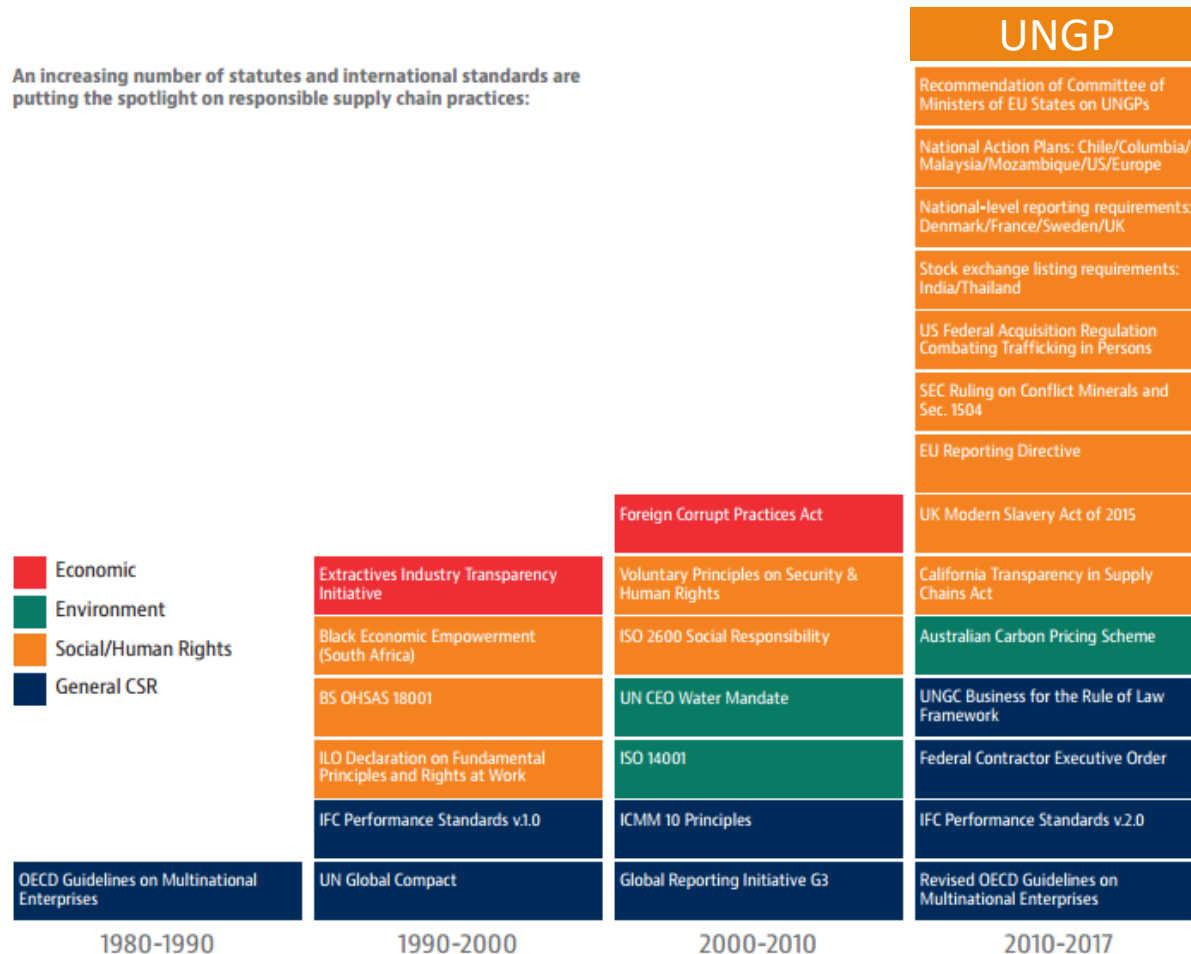 UNGP
An increasing number of statutes and international standards are
putting the spotlight on responsible supply chain practices:
Recommendation of Committee of
Ministers of EU States on UNGPs
National Action Plans: Chile/Columbia/
Malaysia/Mozambique/US/Europe
National-level reporting requirements:
Denmark/France/Sweden/UK
Stock exchange listing requirements:
India/Thailand
US Federal Acquisition Regulation
Combating Trafficking in Persons
SEC Ruling on Conflict Minerals and
Sec. 1504
EU Reporting Directive
UK Modern Slavery Act of 2015
California Transparency in Supply
Chains Act
Australian Carbon Pricing Scheme
UNGC Business for the Rule of Law
Framework
Federal Contractor Executive Order
IFC Performance Standards v.2.0
Revised OECD Guidelines on
Multinational Enterprises
Foreign Corrupt Practices Act
Voluntary Principles on Security &
Human Rights
ISO 2600 Social Responsibility
UN CEO Water Mandate
ISO 14001
ICMM 10 Principles
Global Reporting Initiative G3
Extractives Industry Transparency
Initiative
Black Economic Empowerment
(South Africa)
BS OHSAS 18001
ILO Declaration on Fundamental
Principles and Rights at Work
IFC Performance Standards v.1.0
UN Global Compact
Economic
Environment
Social/Human Rights
General CSR
OECD Guidelines on Multinational
Enterprises
1980-1990
1990-2000
2000-2010
2010-2017